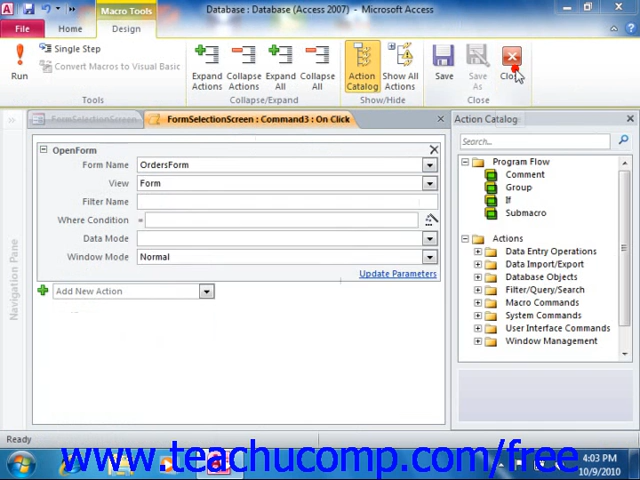 Macro Tools
Database : Database (Access 2007) - Microsoft Access
File
Home
Design
Run
Single Step
Convert Macros to Visual Basic
Tools
Expand Actions
Collapse Actions
Expand All
Collapse All
Collapse/Expand
Action Catalog
Show All Actions
Show/Hide
Save
Save As
Clos
Close
FormSelectionScreen
FormSelectionScreen : Command3 : On Click
Navigation Pane
OpenForm
Form Name OrdersForm
View Form
Filter Name
Where Condition =
Data Mode
Window Mode Normal
Update Parameters
Add New Action
Action Catalog
Search...
Program Flow
Comment
Group
If
Submacro
Actions
Data Entry Operations
Data Import/Export
Database Objects
Filter/Query/Search
Macro Commands
System Commands
User Interface Commands
Window Management
Ready
www.teachucomp.com/free
4:03 PM
10/9/2010